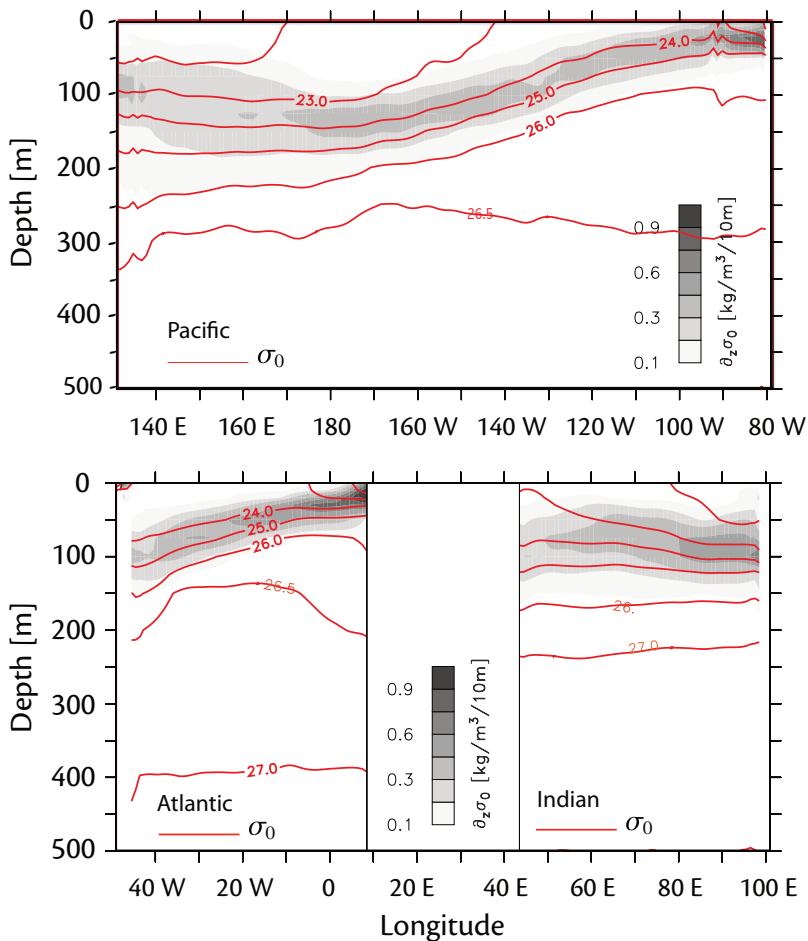 0
100
200
300
400
500
Depth [m]
23.0
24.0
25.0
26.0
26.5
0.9
0.6
0.3
0.1
∂zσ0 [kg/m³/10m]
Pacific
σ0
140 E 160 E 180 160 W 140 W 120 W 100 W 80 W
0
100
200
300
400
500
Depth [m]
24.0
25.0
26.0
26.5
27.0
Atlantic
σ0
0.9
0.6
0.3
0.1
∂zσ0 [kg/m³/10m]
26.
27.0
Indian
σ0
40 W 20 W 0 20 E 40 E 60 E 80 E 100 E
Longitude